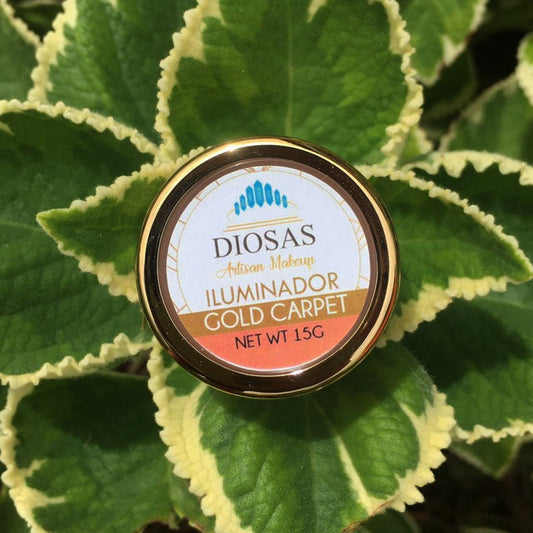 DIOSAS
Artisan Makeup
ILUMINADOR
GOLD CARPET
NET WT 15G